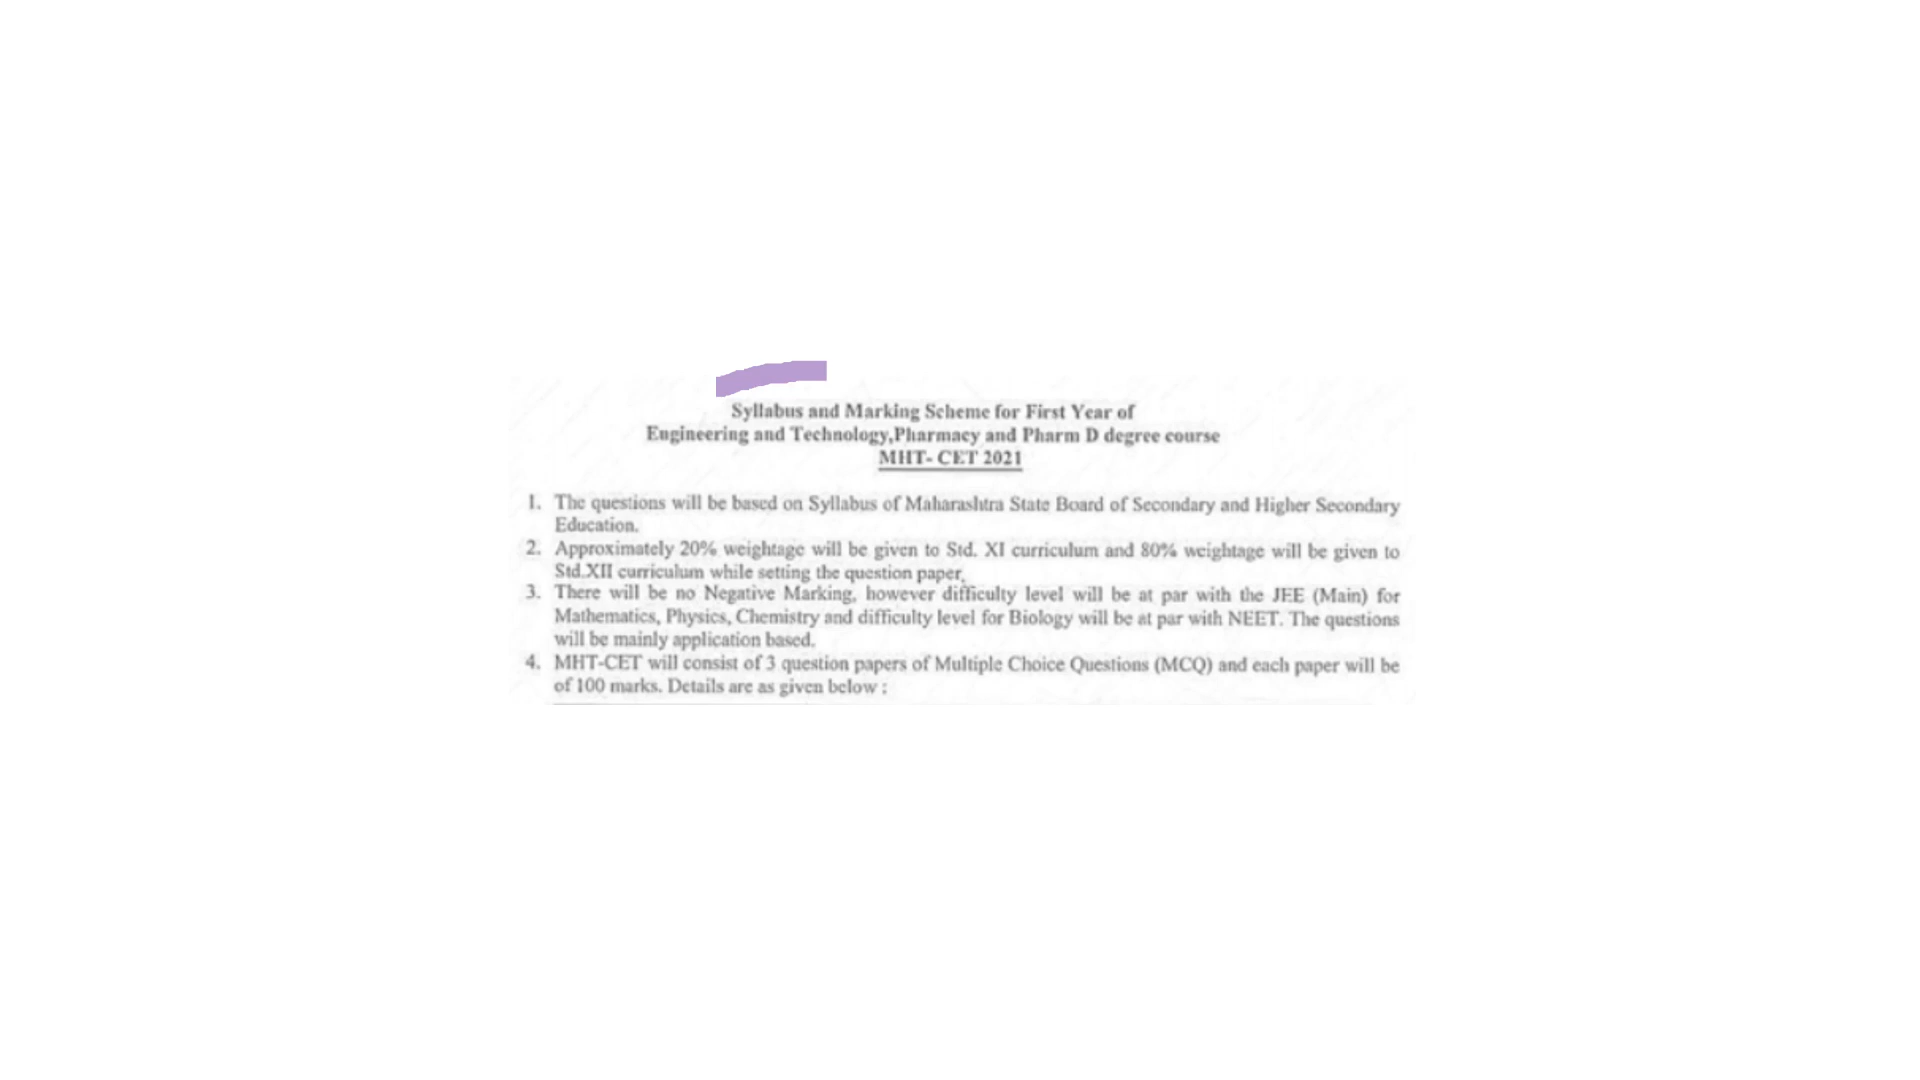 Syllabus and Marking Scheme for First Year of
Engineering and Technology,Pharmacy and Pharm D degree course
MHT- CET 2021
1. The questions will be based on Syllabus of Maharashtra State Board of Secondary and Higher Secondary
Education.
2. Approximately 20% weightage will be given to Std. XI curriculum and 80% weightage will be given to
Std.XII curriculum while setting the question paper.
3. There will be no Negative Marking, however difficulty level will be at par with the JEE (Main) for
Mathematics, Physics, Chemistry and difficulty level for Biology will be at par with NEET. The questions
will be mainly application based.
4. MHT-CET will consist of 3 question papers of Multiple Choice Questions (MCQ) and each paper will be
of 100 marks. Details are as given below :